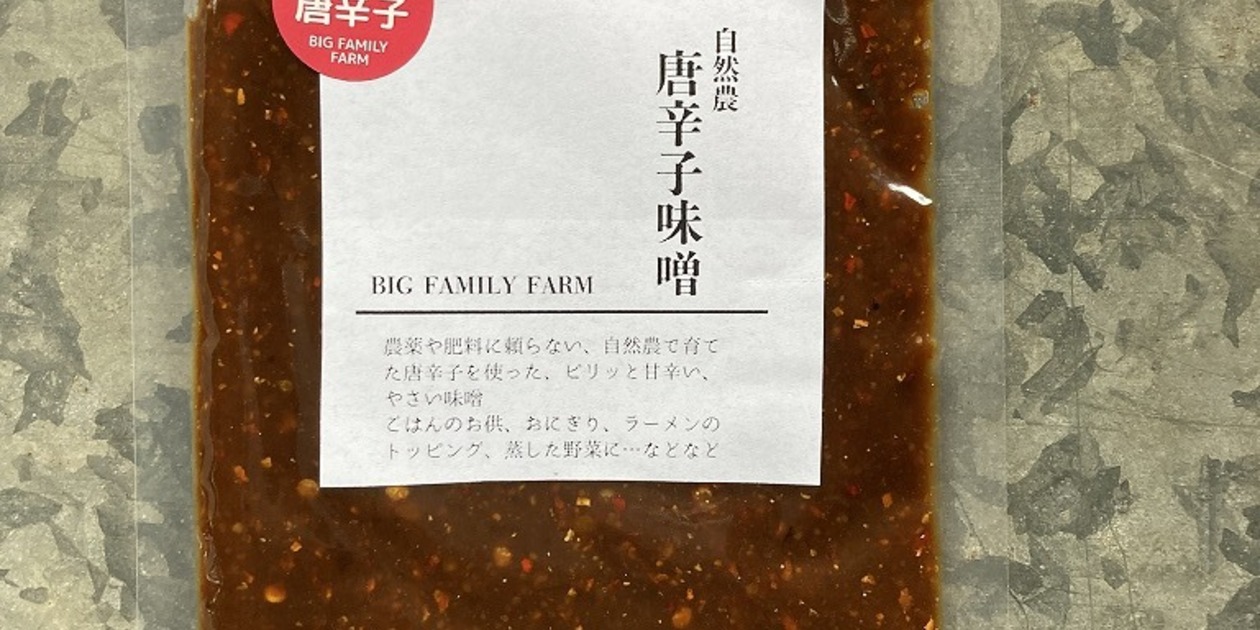 唐辛子
BIG FAMILY
FARM
自然農
唐辛子味噌
BIG FAMILY FARM
農薬や肥料に頼らない、自然農で育て
た唐辛子を使った、ピリッと甘辛い、
やさい味噌
ごはんのお供、おにぎり、ラーメンの
トッピング、蒸した野菜に…などなど